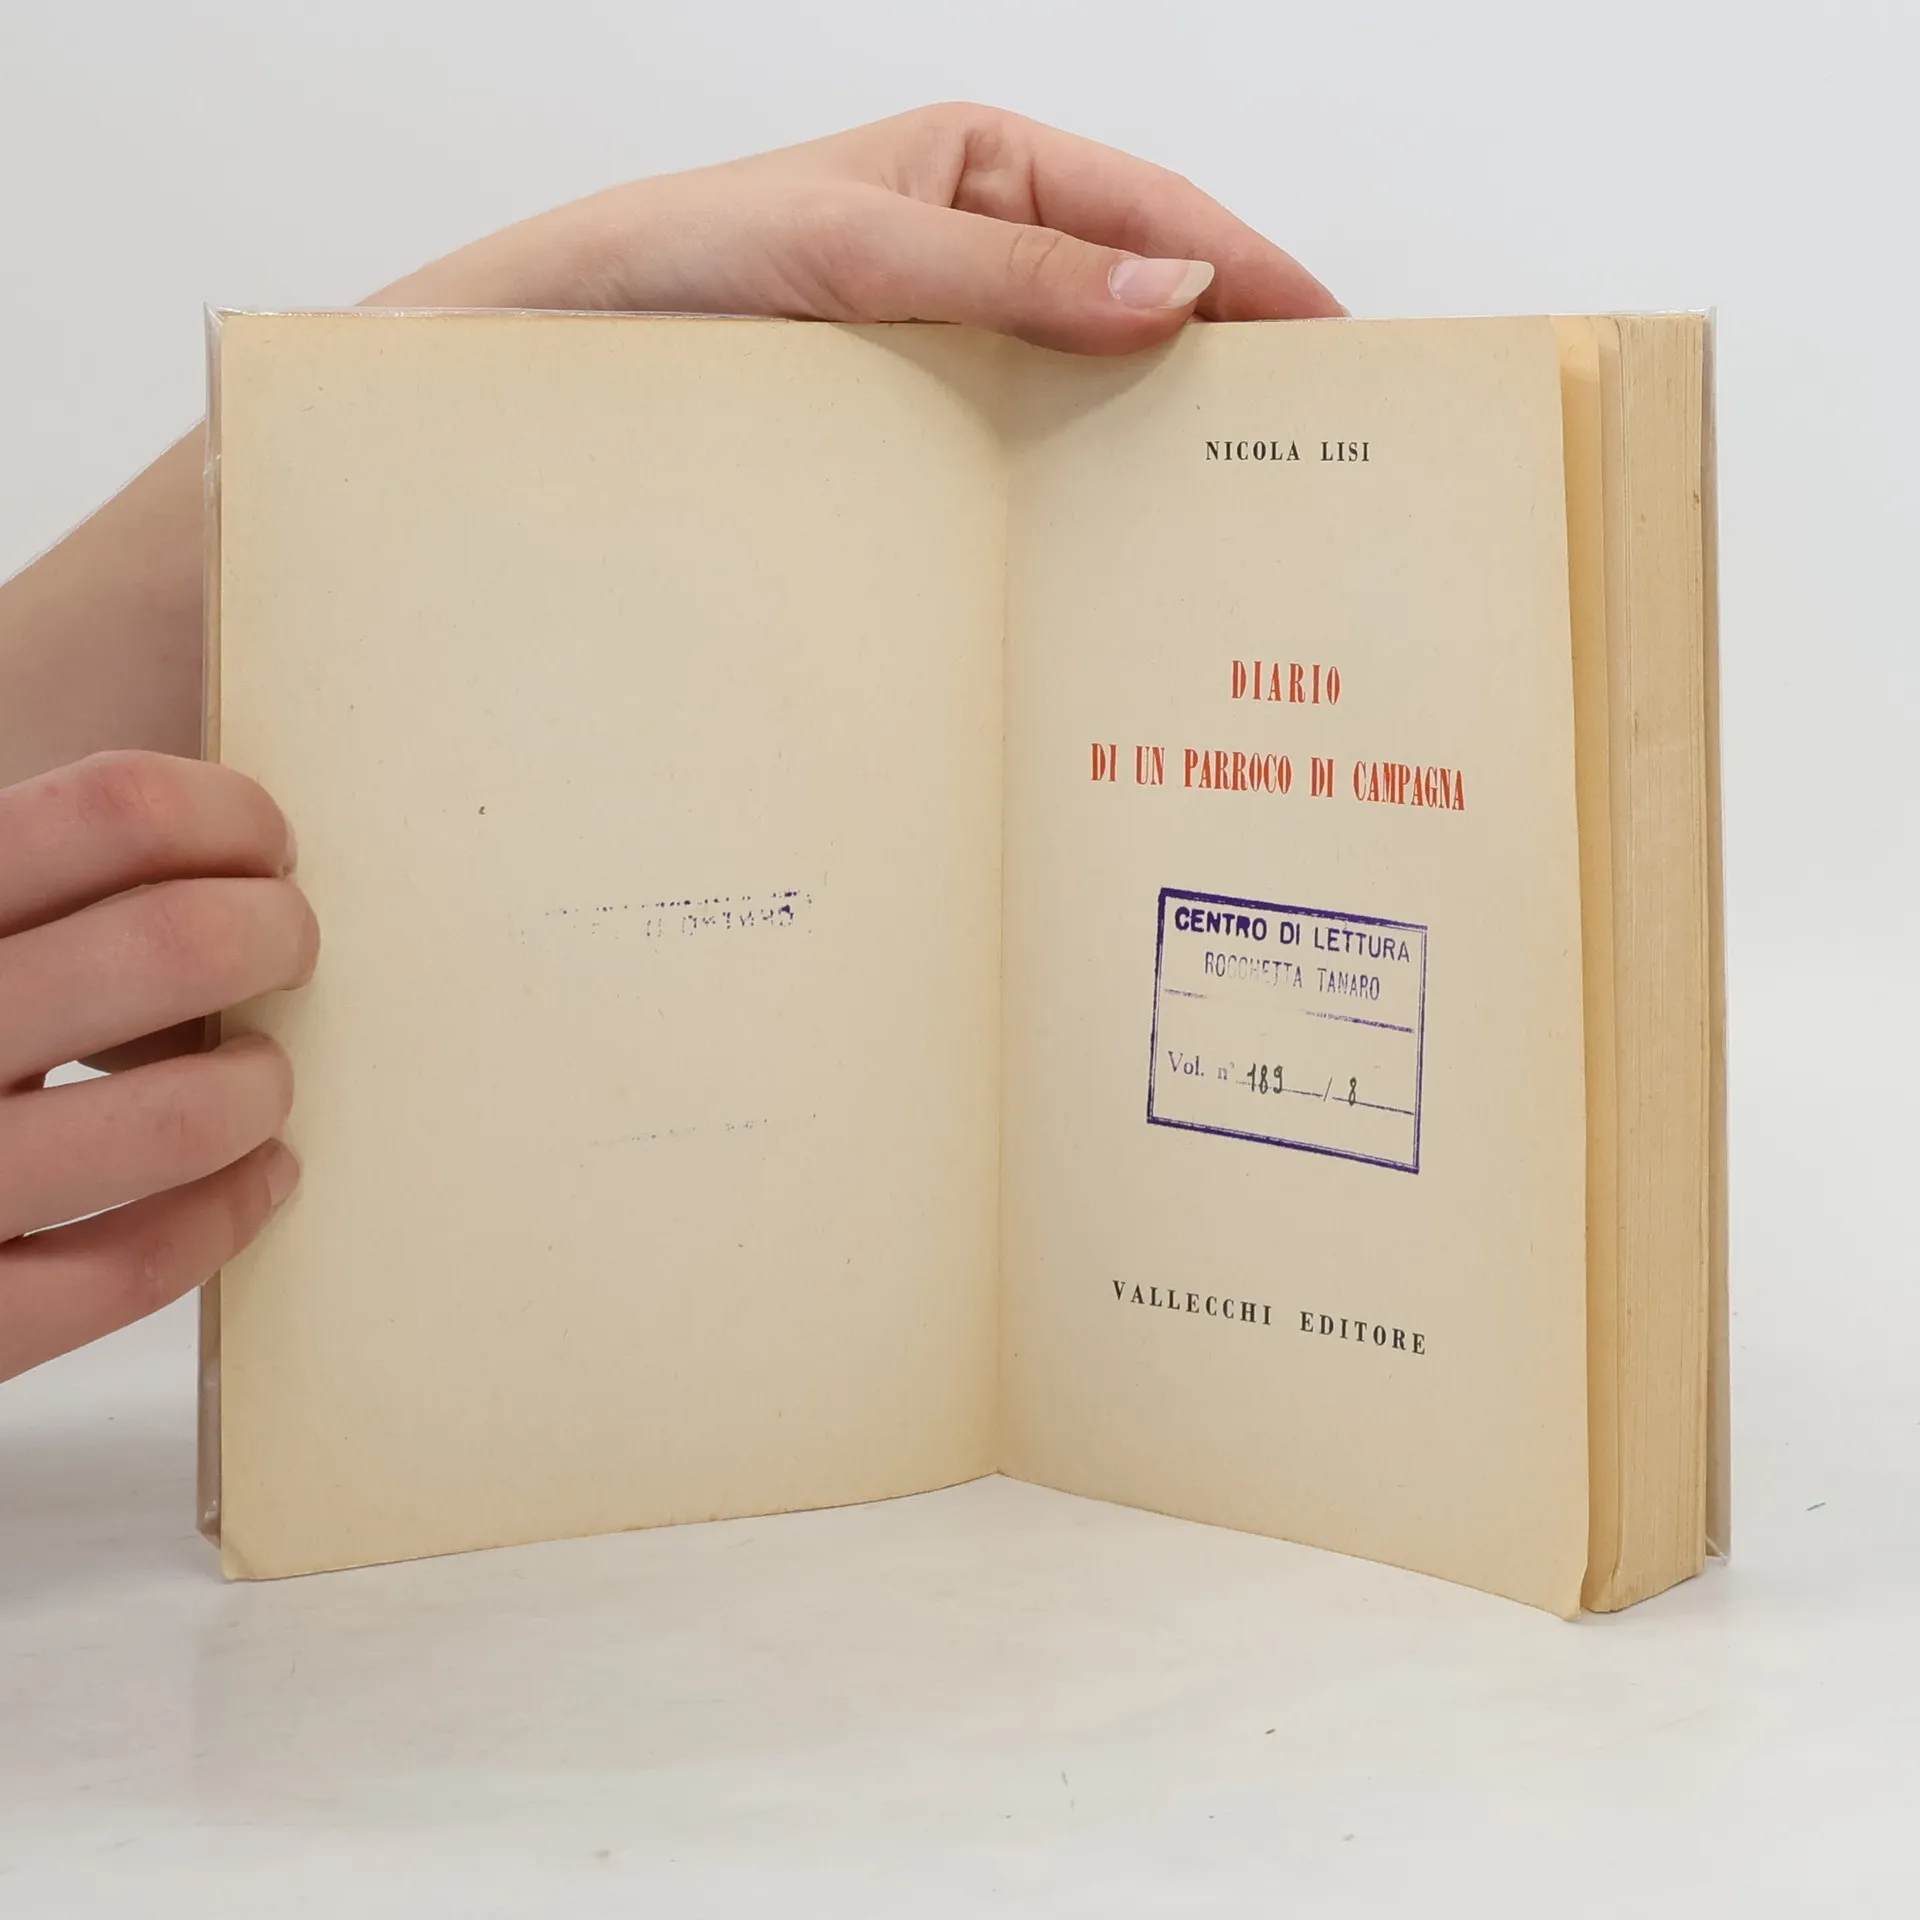 NICOLA LISI
DIARIO
DI UN PARROCO DI CAMPAGNA
CENTRO DI LETTURA
ROCCHETTA TANARO
Vol. n° 189 / 8
VALLECCHI EDITORE